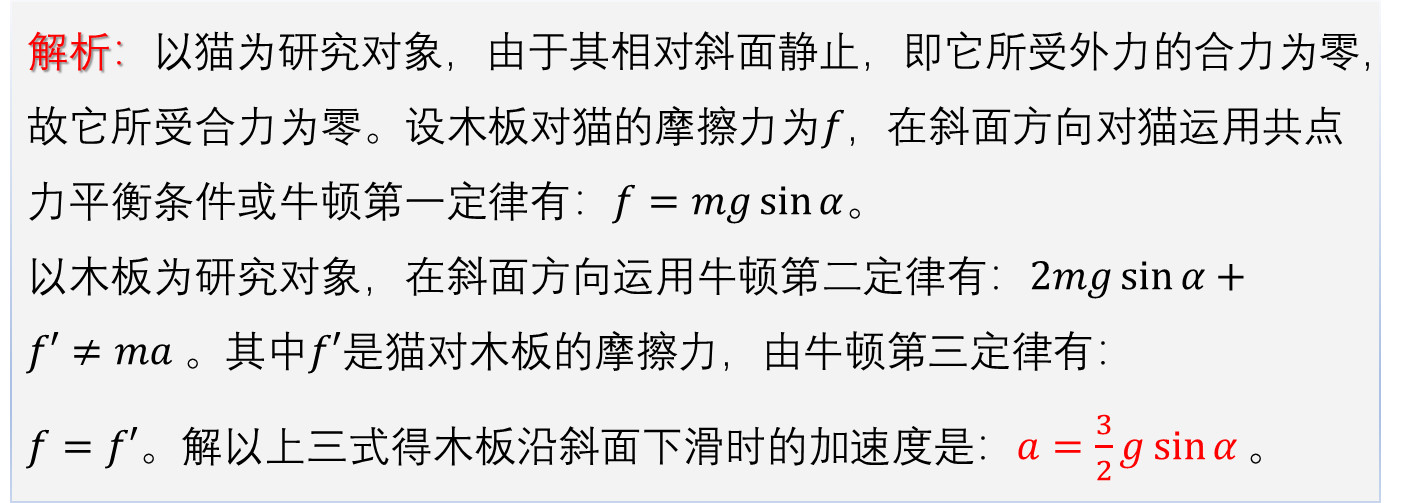 解析：以猫为研究对象，由于其相对斜面静止，即它所受外力的合力为零，
故它所受合力为零。设木板对猫的摩擦力为f，在斜面方向对猫运用共点
力平衡条件或牛顿第一定律有：f = mg sin α。
以木板为研究对象，在斜面方向运用牛顿第二定律有：2mg sin α +
f′ ≠ ma 。其中f′是猫对木板的摩擦力，由牛顿第三定律有：
f = f′。解以上三式得木板沿斜面下滑时的加速度是：a = 3/2 g sin α 。